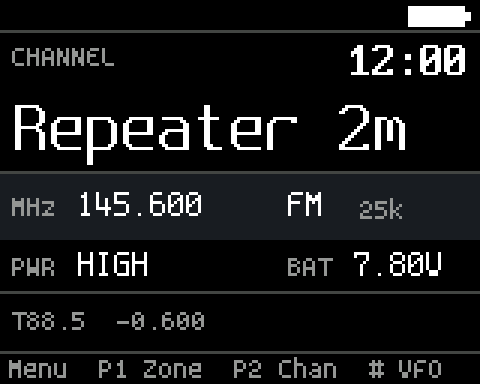 CHANNEL 12:00
Repeater 2m
MHz 145.600 FM 25k
PWR HIGH BAT 7.80V
T88.5 -0.600
Menu P1 Zone P2 Chan # VFO